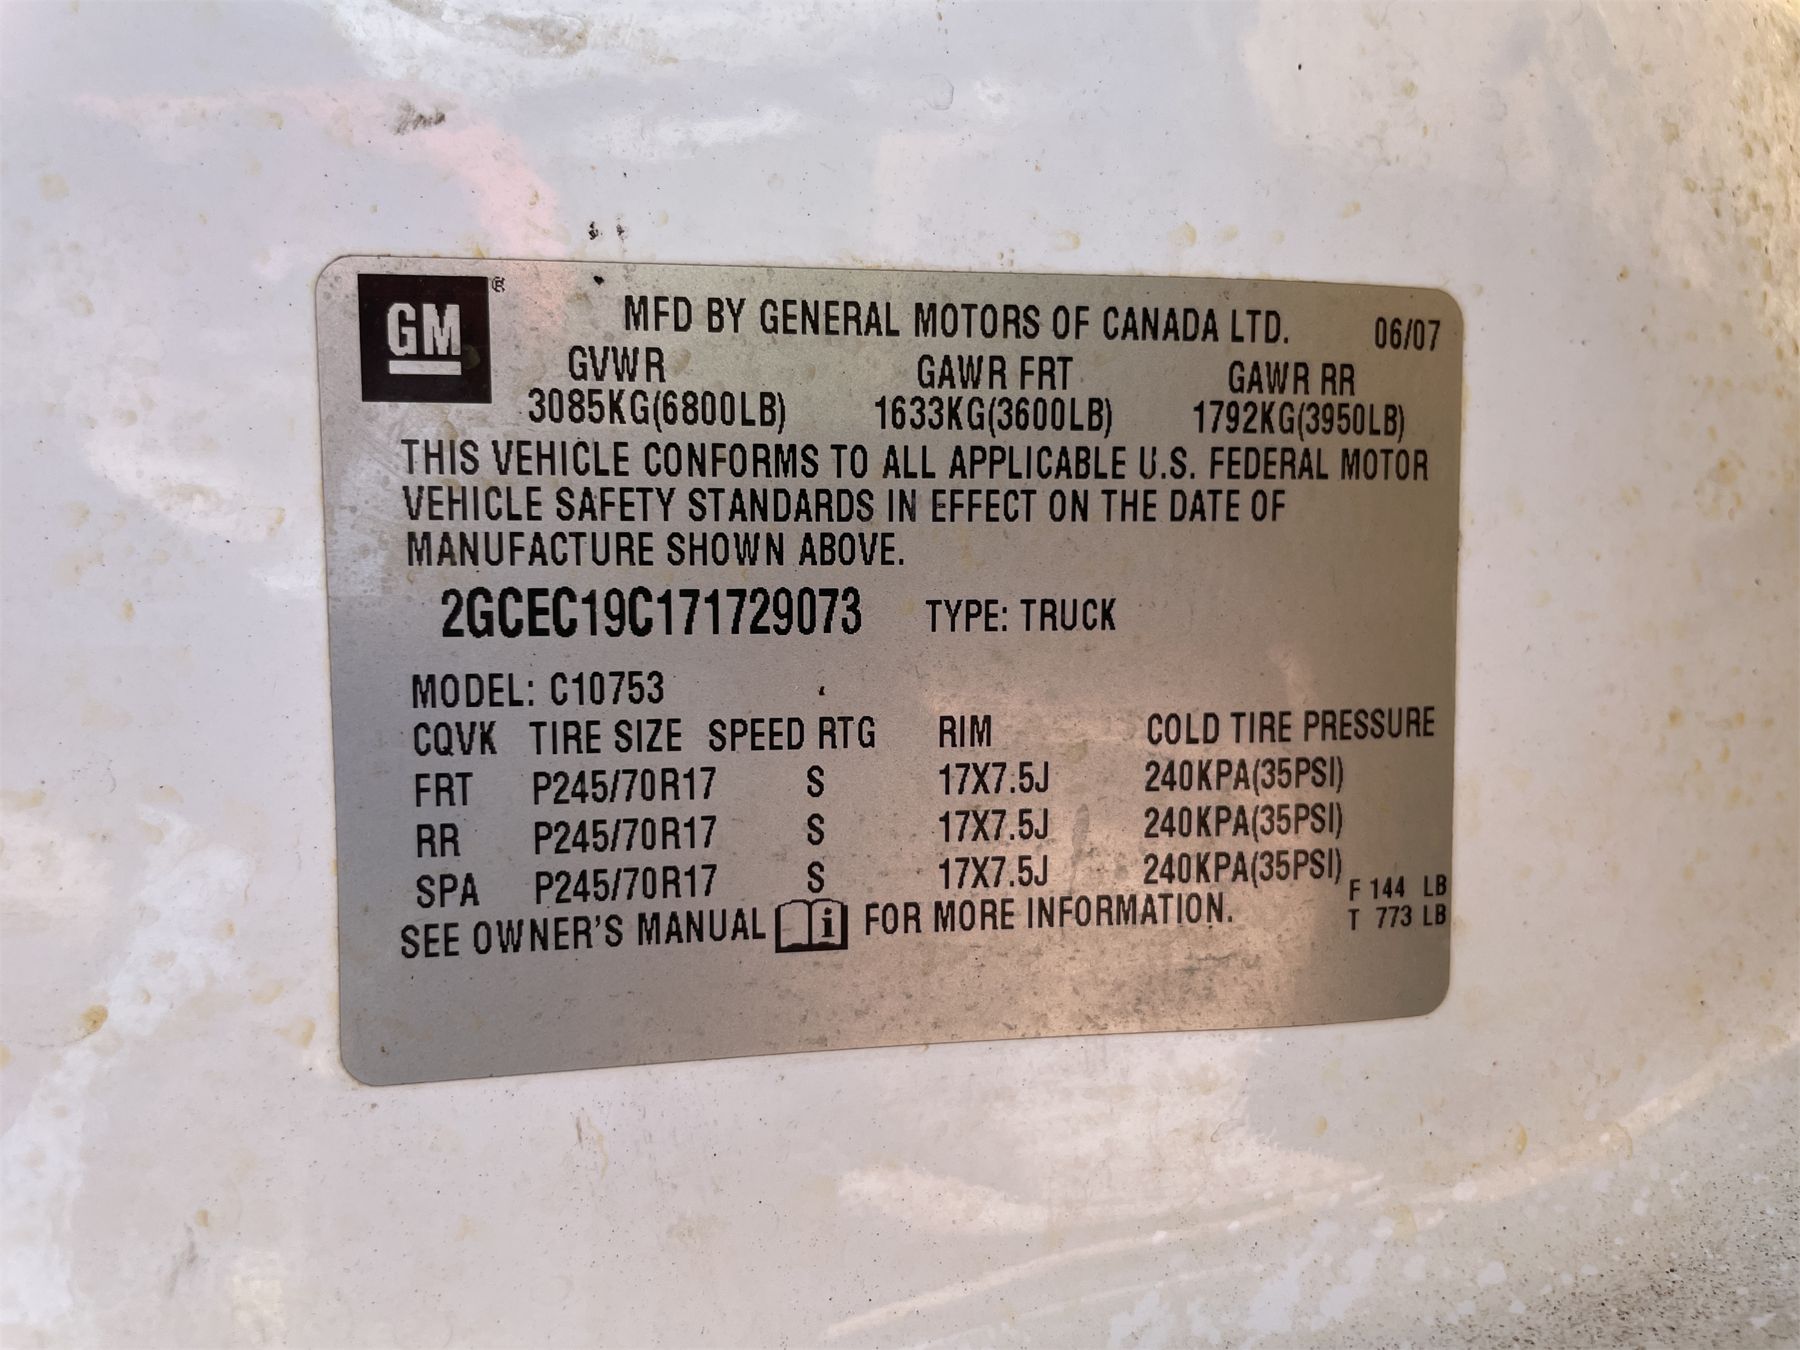 GM ®
MFD BY GENERAL MOTORS OF CANADA LTD. 06/07
GVWR GAWR FRT GAWR RR
3085KG(6800LB) 1633KG(3600LB) 1792KG(3950LB)
THIS VEHICLE CONFORMS TO ALL APPLICABLE U.S. FEDERAL MOTOR
VEHICLE SAFETY STANDARDS IN EFFECT ON THE DATE OF
MANUFACTURE SHOWN ABOVE.
2GCEC19C171729073 TYPE: TRUCK
MODEL: C10753
CQVK TIRE SIZE SPEED RTG RIM COLD TIRE PRESSURE
FRT P245/70R17 S 17X7.5J 240KPA(35PSI)
RR P245/70R17 S 17X7.5J 240KPA(35PSI)
SPA P245/70R17 S 17X7.5J 240KPA(35PSI)
F 144 LB
T 773 LB
SEE OWNER'S MANUAL i FOR MORE INFORMATION.